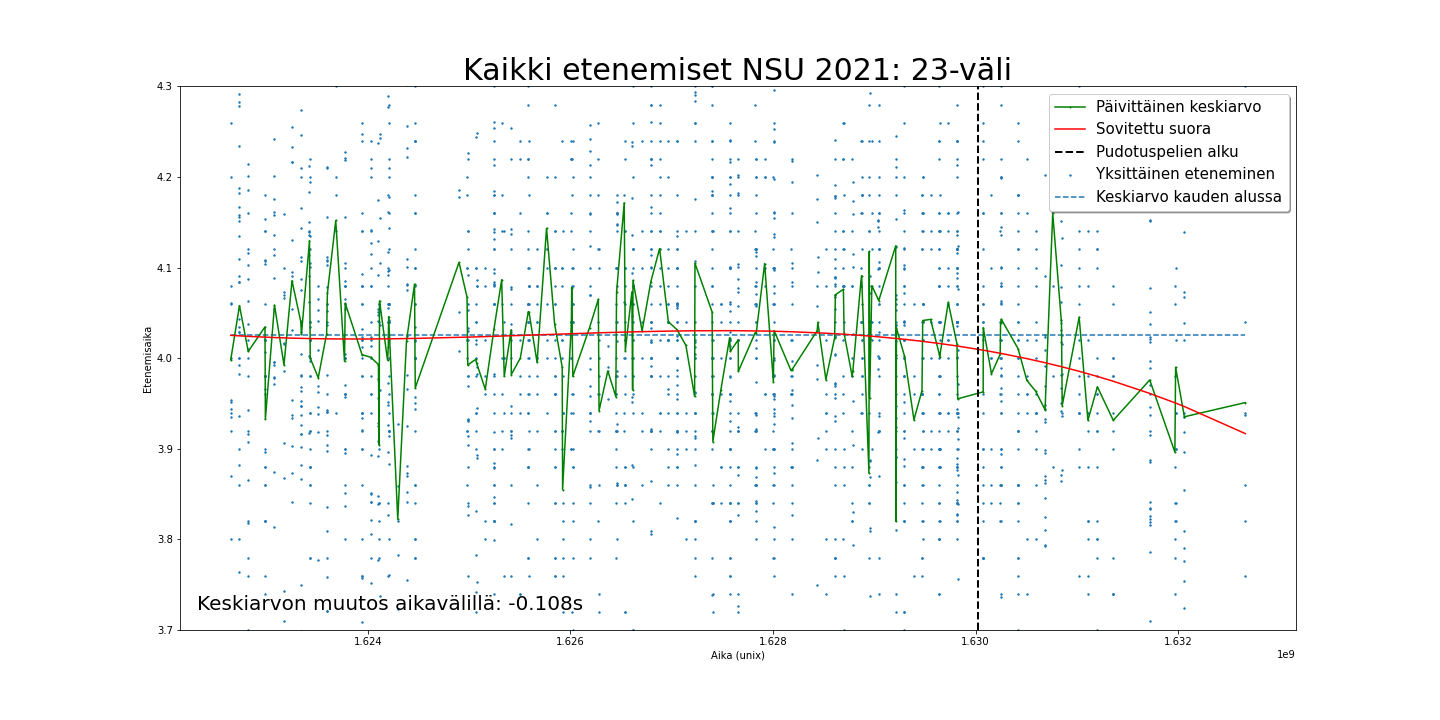 Kaikki etenemiset NSU 2021: 23-väli
4.3
4.2
4.1
4.0
3.9
3.8
3.7
Etenemisaika
Päivittäinen keskiarvo
Sovitettu suora
Pudotuspelien alku
Yksittäinen eteneminen
Keskiarvo kauden alussa
Keskiarvon muutos aikavälillä: -0.108s
1.624
1.626
1.628
1.630
1.632
Aika (unix)
1e9